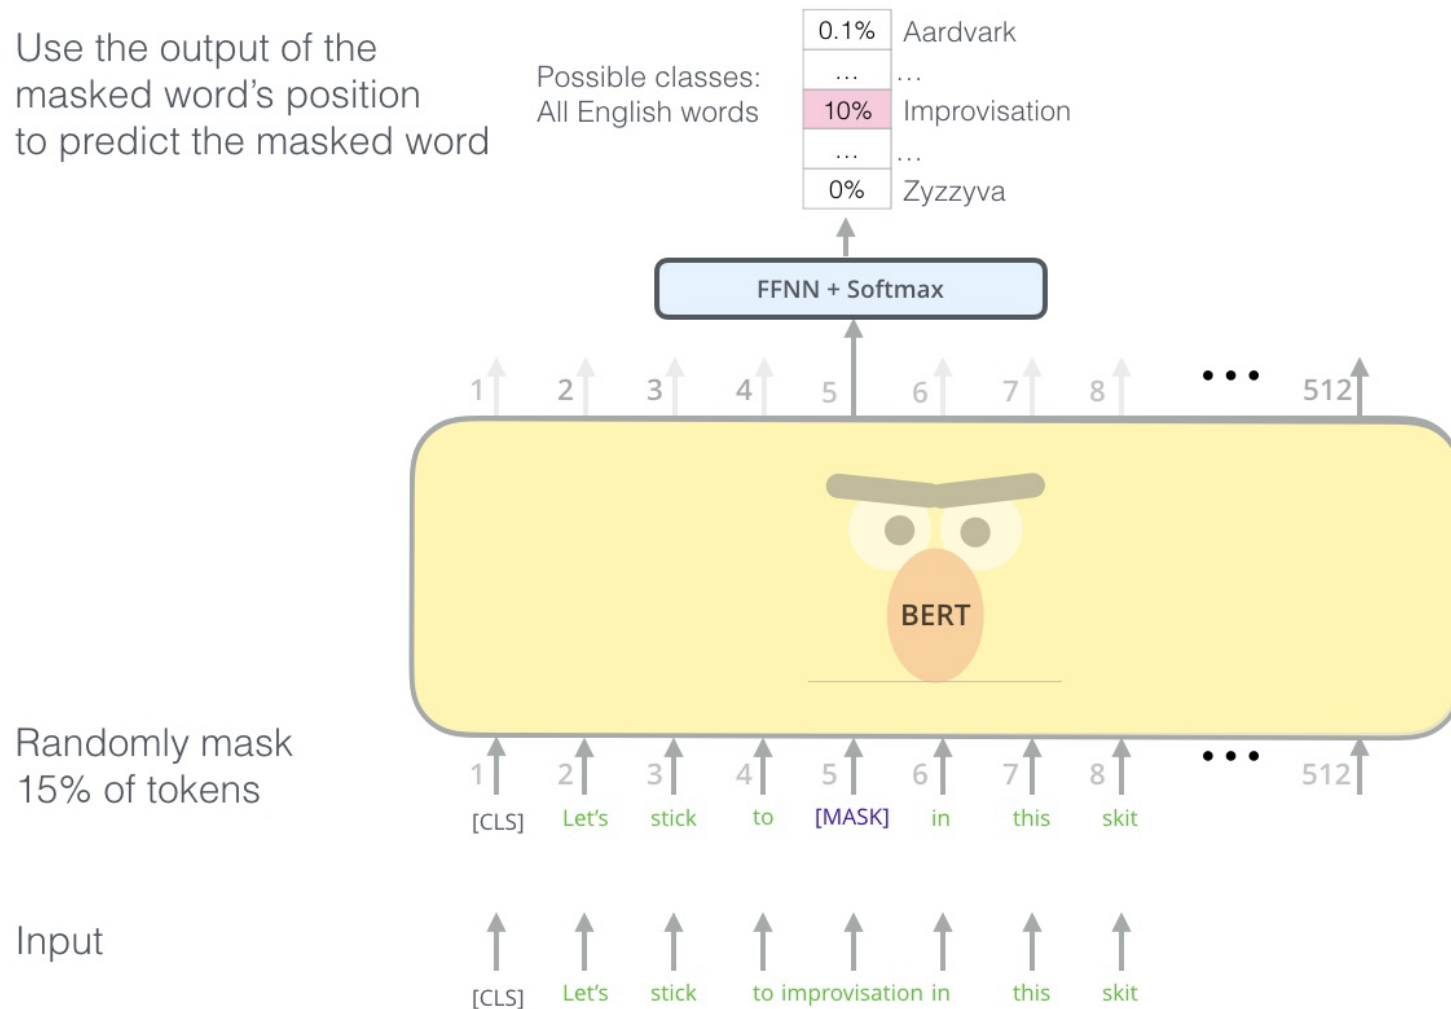 Use the output of the
masked word's position
to predict the masked word
Possible classes:
All English words
0.1% Aardvark
... ...
10% Improvisation
... ...
0% Zyzzyva
FFNN + Softmax
1 2 3 4 5 6 7 8 ... 512
BERT
Randomly mask
15% of tokens
1 2 3 4 5 6 7 8 ... 512
[CLS] Let's stick to [MASK] in this skit
Input
[CLS] Let's stick to improvisation in this skit